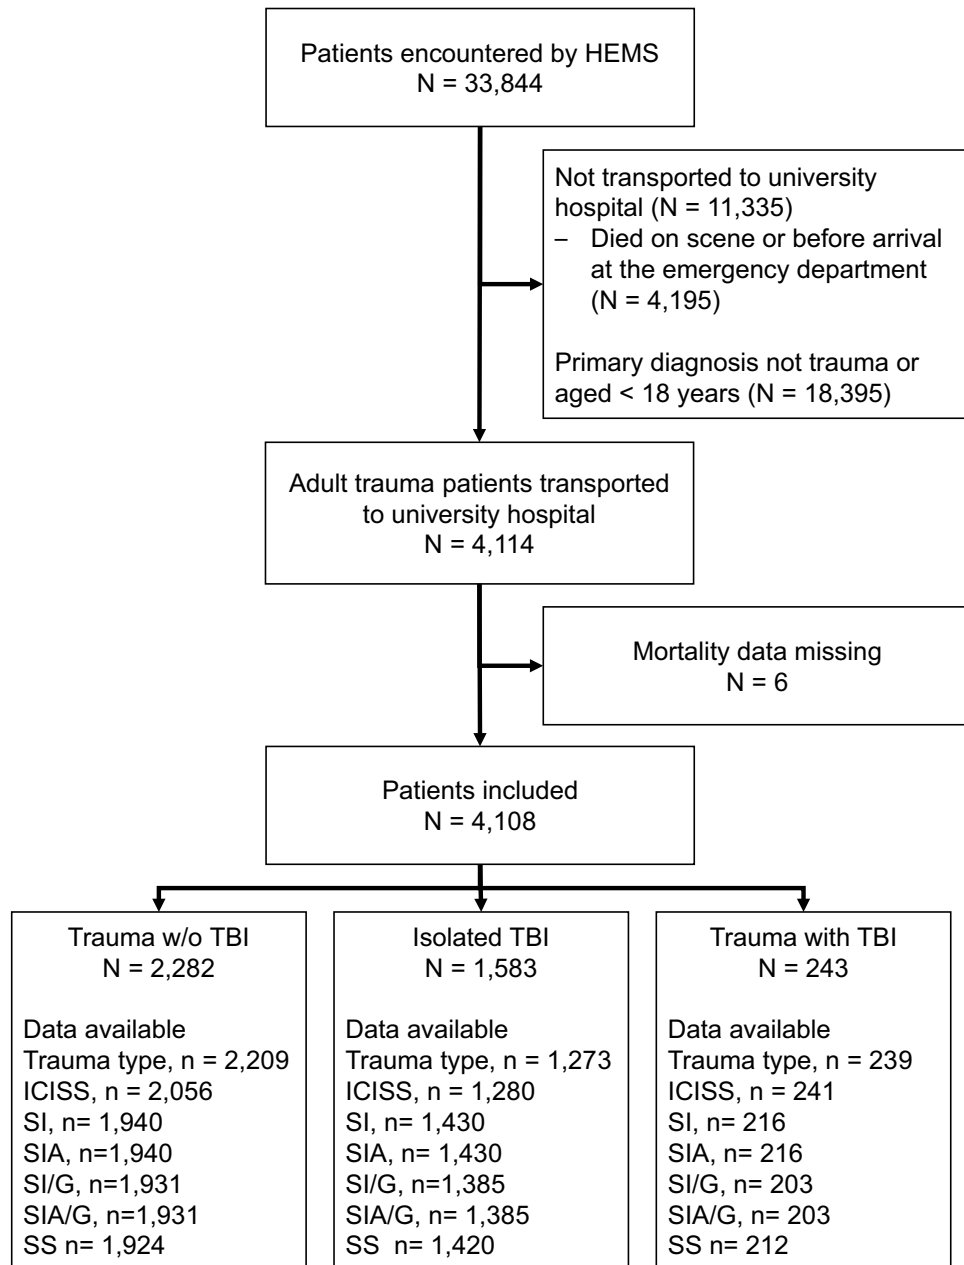 Patients encountered by HEMS
N = 33,844
Not transported to university
hospital (N = 11,335)
– Died on scene or before arrival
at the emergency department
(N = 4,195)
Primary diagnosis not trauma or
aged < 18 years (N = 18,395)
Adult trauma patients transported
to university hospital
N = 4,114
Mortality data missing
N = 6
Patients included
N = 4,108
Trauma w/o TBI
N = 2,282
Data available
Trauma type, n = 2,209
ICISS, n = 2,056
SI, n= 1,940
SIA, n=1,940
SI/G, n=1,931
SIA/G, n=1,931
SS n= 1,924
Isolated TBI
N = 1,583
Data available
Trauma type, n = 1,273
ICISS, n = 1,280
SI, n= 1,430
SIA, n= 1,430
SI/G, n=1,385
SIA/G, n= 1,385
SS  n= 1,420
Trauma with TBI
N = 243
Data available
Trauma type, n = 239
ICISS, n = 241
SI, n= 216
SIA, n= 216
SI/G, n= 203
SIA/G, n= 203
SS n= 212